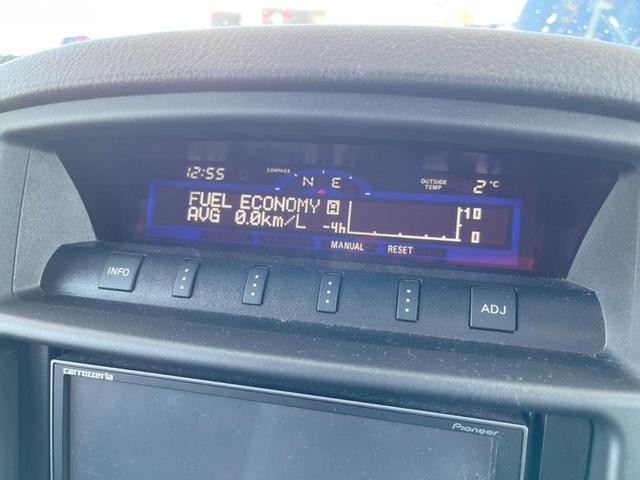 12:55
COMPASS
N E
OUTSIDE TEMP 2°C
FUEL ECONOMY M
AVG 0.0km/L -4h
10
0
MANUAL RESET
INFO
ADJ
carrozzeria
Pioneer